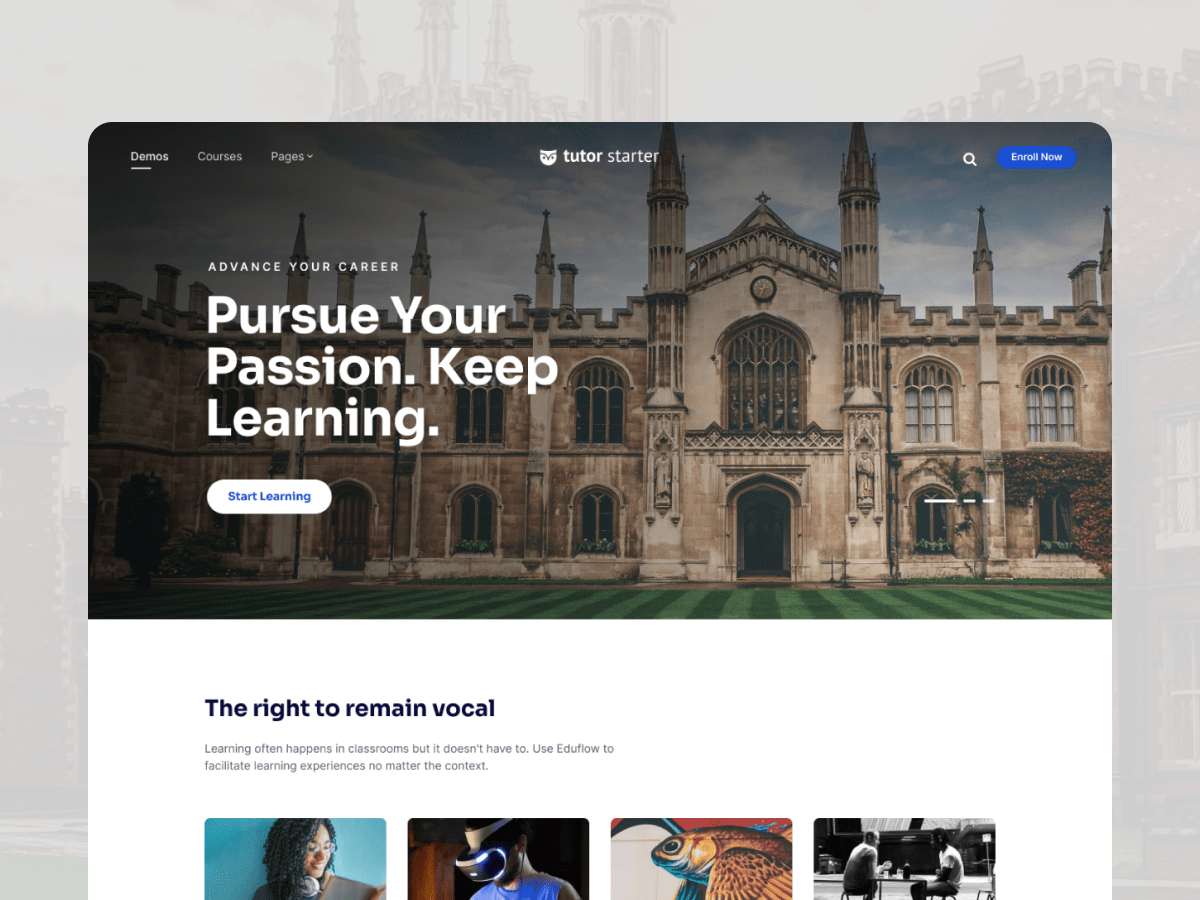 Demos Courses Pages tutor starter Enroll Now
ADVANCE YOUR CAREER
Pursue Your
Passion. Keep
Learning.
Start Learning
The right to remain vocal
Learning often happens in classrooms but it doesn't have to. Use Eduflow to
facilitate learning experiences no matter the context.